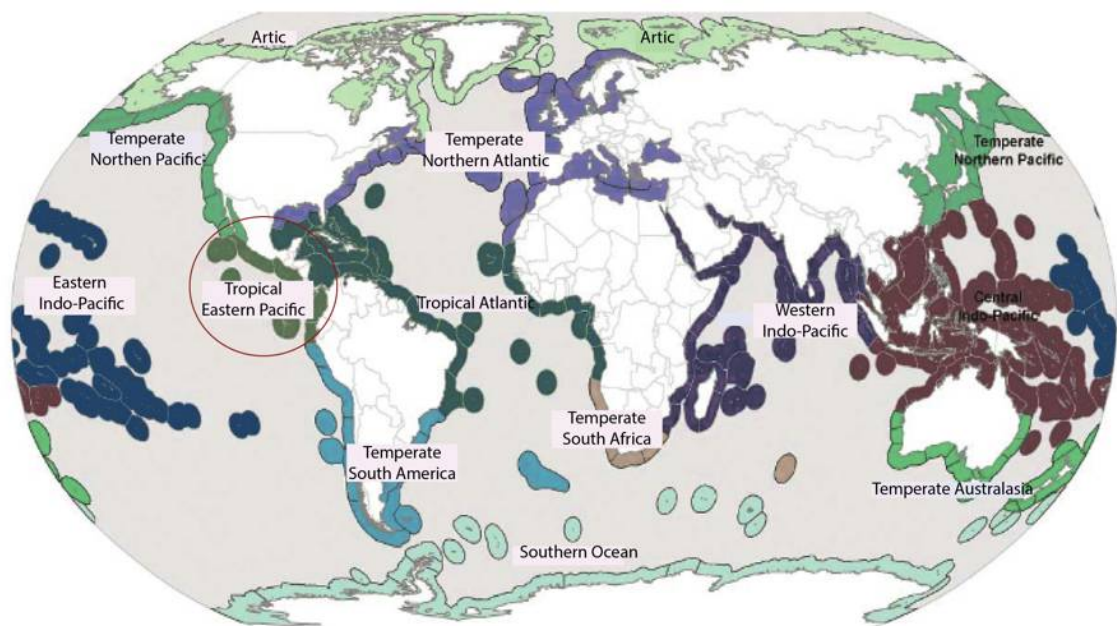 Artic
Artic
Temperate
Northen Pacific
Temperate
Northern Atlantic
Temperate
Northern Pacific
Eastern
Indo-Pacific
Tropical
Eastern Pacific
Tropical Atlantic
Western
Indo-Pacific
Central
Indo-Pacific
Temperate
South Africa
Temperate
South America
Temperate Australasia
Southern Ocean